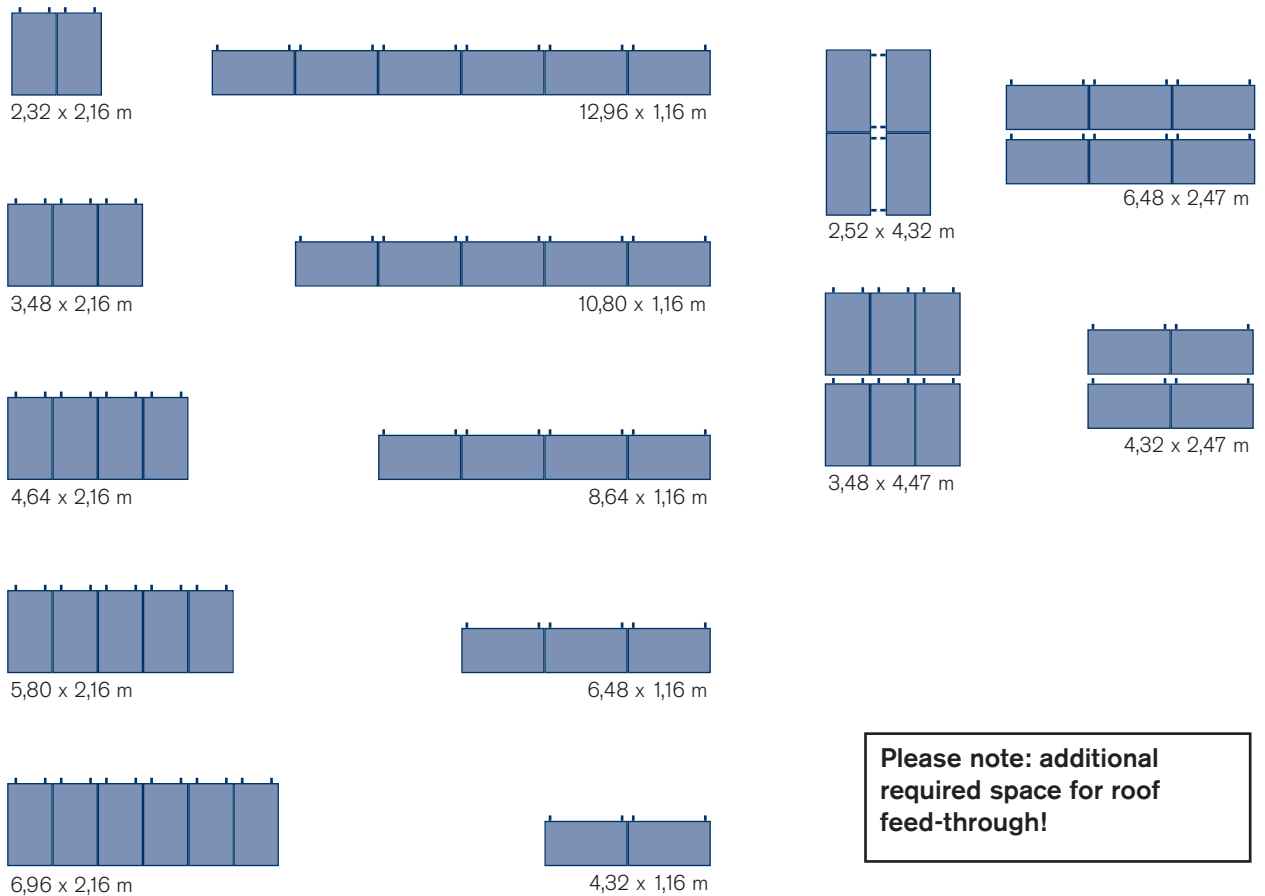 2,32 x 2,16 m
12,96 x 1,16 m
3,48 x 2,16 m
10,80 x 1,16 m
4,64 x 2,16 m
8,64 x 1,16 m
5,80 x 2,16 m
6,48 x 1,16 m
6,96 x 2,16 m
4,32 x 1,16 m
2,52 x 4,32 m
6,48 x 2,47 m
3,48 x 4,47 m
4,32 x 2,47 m
Please note: additional
required space for roof
feed-through!